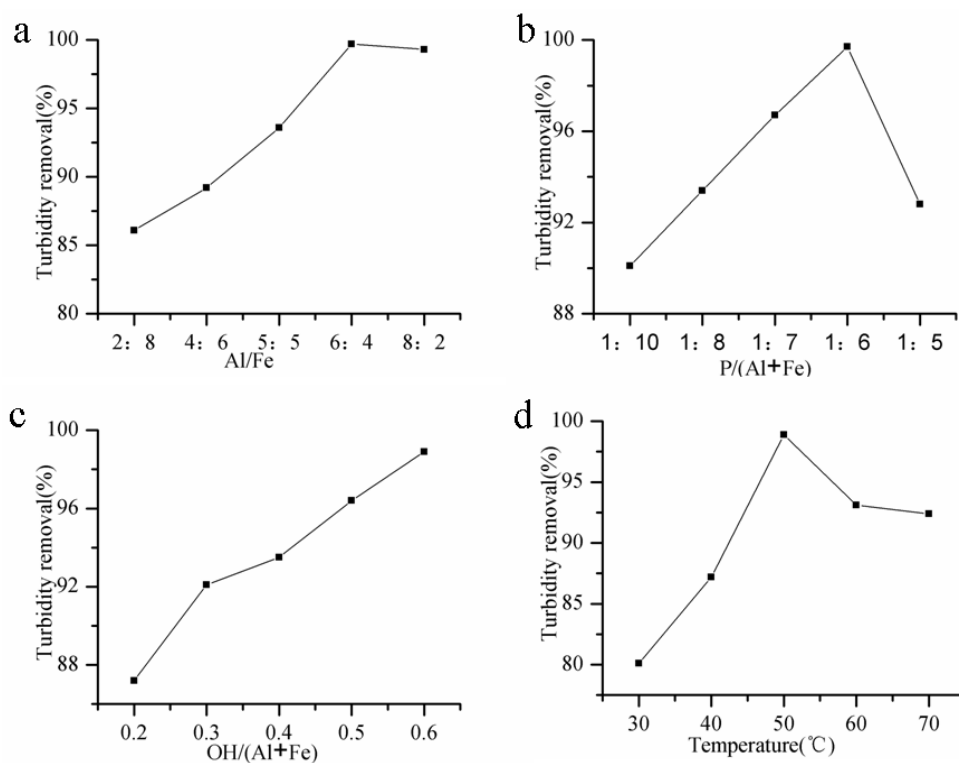 a
Turbidity removal(%)
100
95
90
85
80
2：8 4：6 5：5 6：4 8：2
Al/Fe
b
Turbidity removal(%)
100
96
92
88
1：10 1：8 1：7 1：6 1：5
P/(Al+Fe)
c
Turbidity removal(%)
100
96
92
88
0.2 0.3 0.4 0.5 0.6
OH/(Al+Fe)
d
Turbidity removal(%)
100
95
90
85
80
30 40 50 60 70
Temperature(℃)